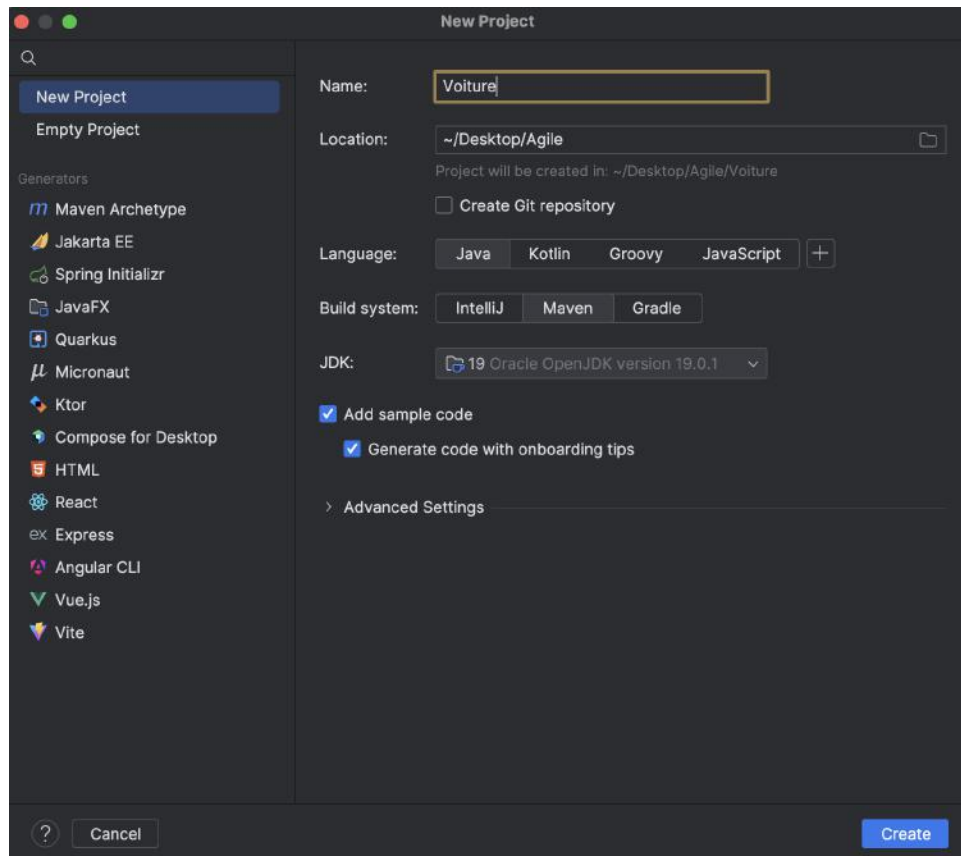 New Project
New Project
Empty Project
Generators
Maven Archetype
Jakarta EE
Spring Initializr
JavaFX
Quarkus
Micronaut
Ktor
Compose for Desktop
HTML
React
ex Express
Angular CLI
Vue.js
Vite
Name: Voiture
Location: ~/Desktop/Agile
Project will be created in: ~/Desktop/Agile/Voiture
Create Git repository
Language: Java Kotlin Groovy JavaScript +
Build system: IntelliJ Maven Gradle
JDK: 19 Oracle OpenJDK version 19.0.1
Add sample code
Generate code with onboarding tips
Advanced Settings
? Cancel Create